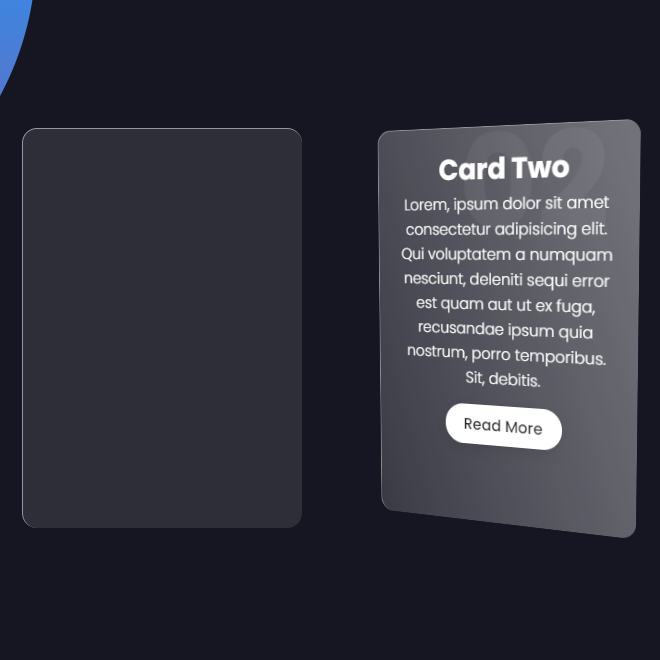 02
Card Two
Lorem, ipsum dolor sit amet
consectetur adipisicing elit.
Qui voluptatem a numquam
nesciunt, deleniti sequi error
est quam aut ut ex fuga,
recusandae ipsum quia
nostrum, porro temporibus.
Sit, debitis.
Read More